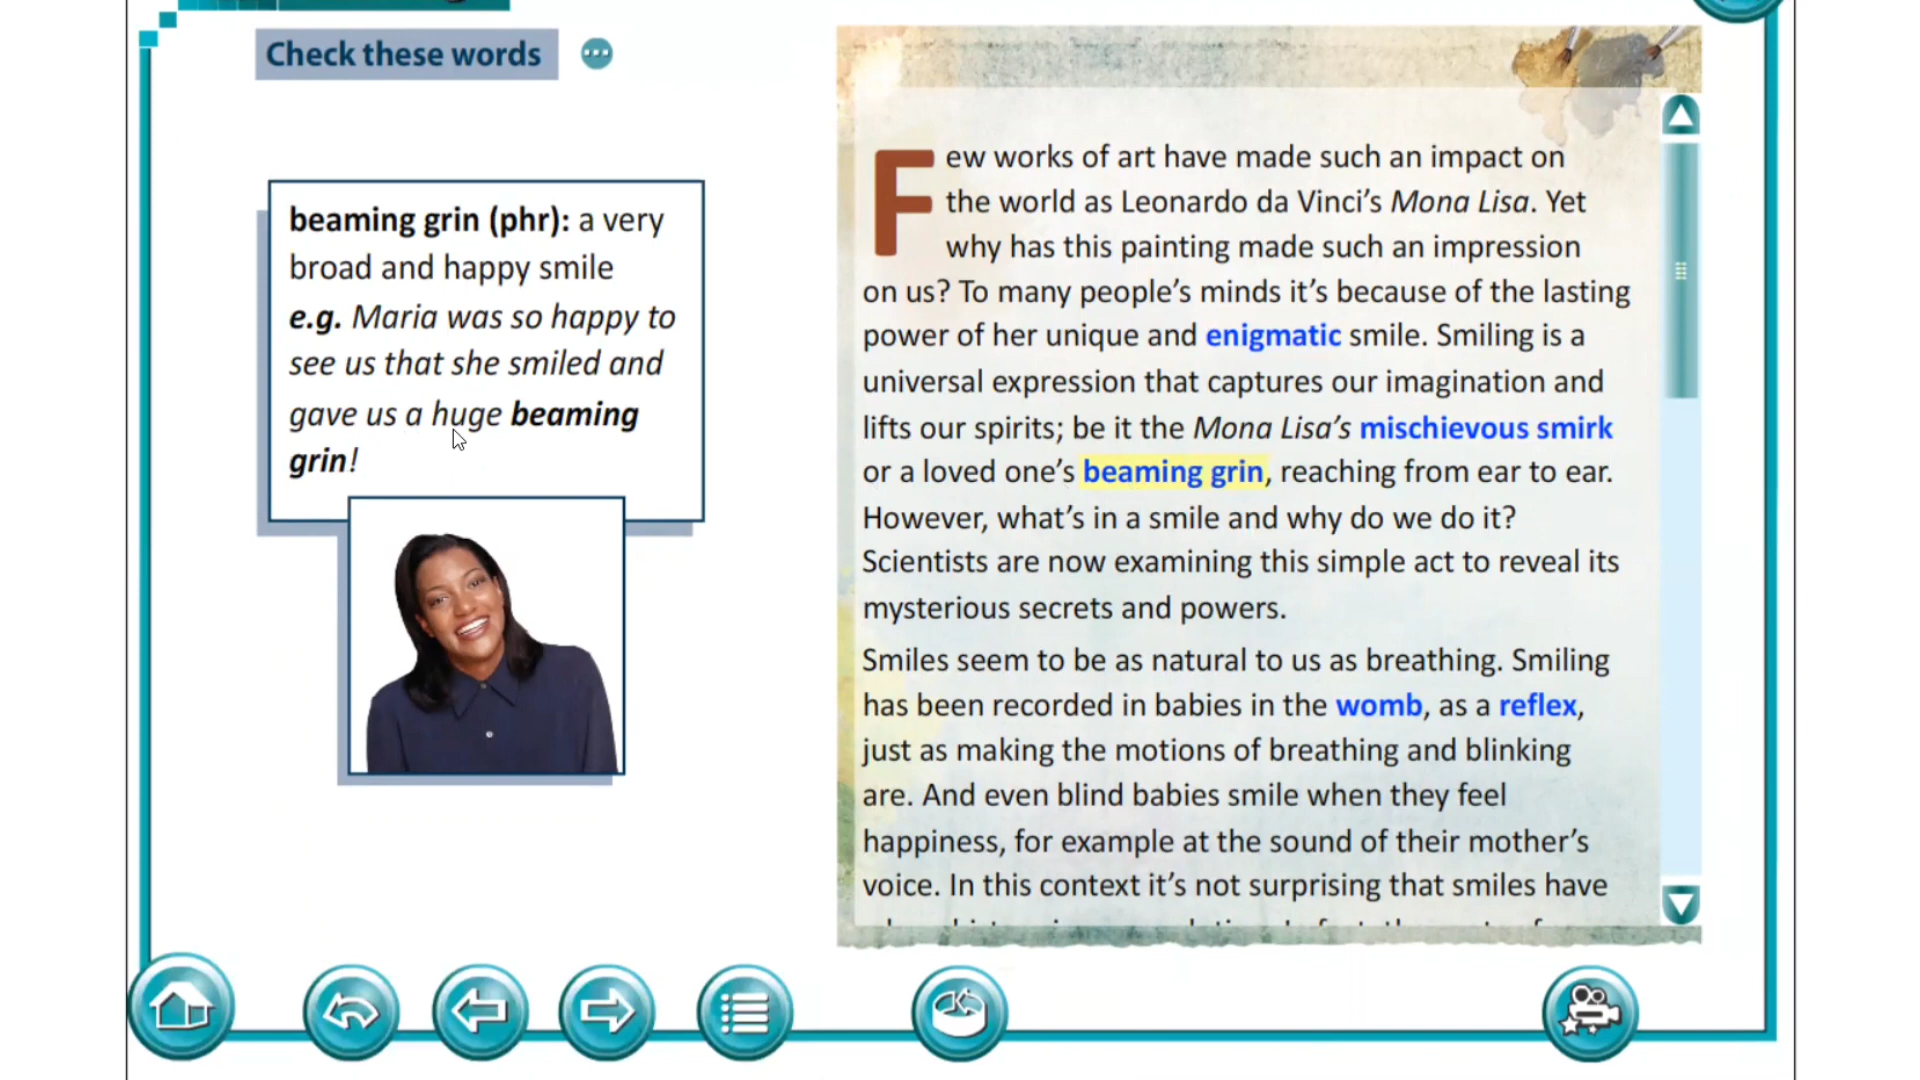 Check these words
beaming grin (phr): a very
broad and happy smile
e.g. Maria was so happy to
see us that she smiled and
gave us a huge beaming
grin!
Few works of art have made such an impact on
the world as Leonardo da Vinci’s Mona Lisa. Yet
why has this painting made such an impression
on us? To many people’s minds it’s because of the lasting
power of her unique and enigmatic smile. Smiling is a
universal expression that captures our imagination and
lifts our spirits; be it the Mona Lisa’s mischievous smirk
or a loved one’s beaming grin, reaching from ear to ear.
However, what’s in a smile and why do we do it?
Scientists are now examining this simple act to reveal its
mysterious secrets and powers.
Smiles seem to be as natural to us as breathing. Smiling
has been recorded in babies in the womb, as a reflex,
just as making the motions of breathing and blinking
are. And even blind babies smile when they feel
happiness, for example at the sound of their mother’s
voice. In this context it’s not surprising that smiles have